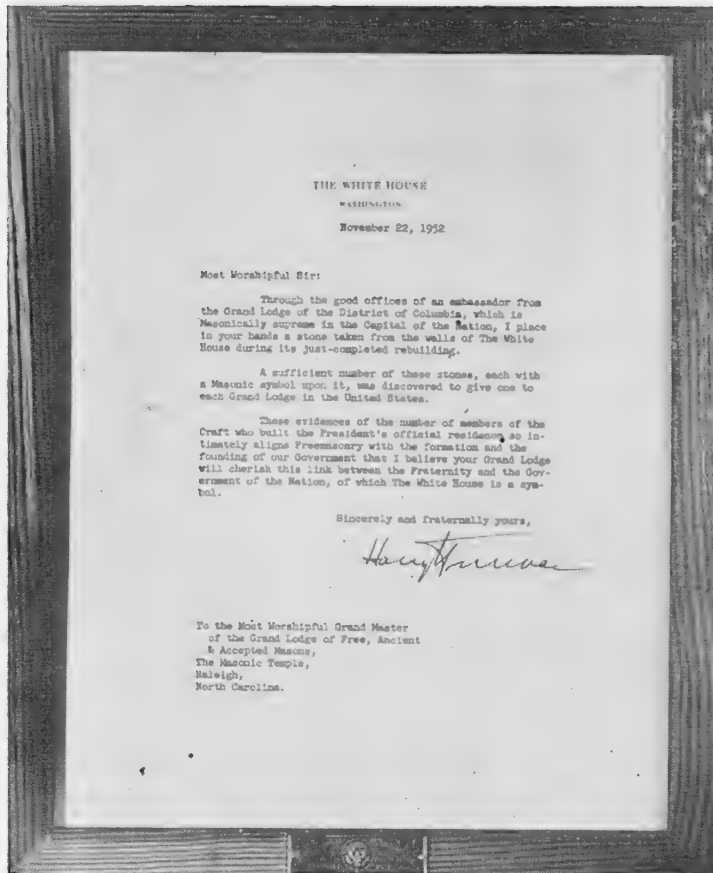 THE WHITE HOUSE
WASHINGTON
November 22, 1952
Most Worshipful Sir:
Through the good offices of an embassador from
the Grand Lodge of the District of Columbia, which is
Masonically supreme in the Capital of the Nation, I place
in your hands a stone taken from the walls of The White
House during its just-completed rebuilding.
A sufficient number of these stones, each with
a Masonic symbol upon it, was discovered to give one to
each Grand Lodge in the United States.
These evidences of the number of members of the
Craft who built the President's official residence so in-
timately aligns Freemasonry with the formation and the
founding of our Government that I believe your Grand Lodge
will cherish this link between the Fraternity and the Gov-
ernment of the Nation, of which The White House is a sym-
bol.
Sincerely and fraternally yours,
Harry Truman
To the Most Worshipful Grand Master
of the Grand Lodge of Free, Ancient
& Accepted Masons,
The Masonic Temple,
Raleigh,
North Carolina.